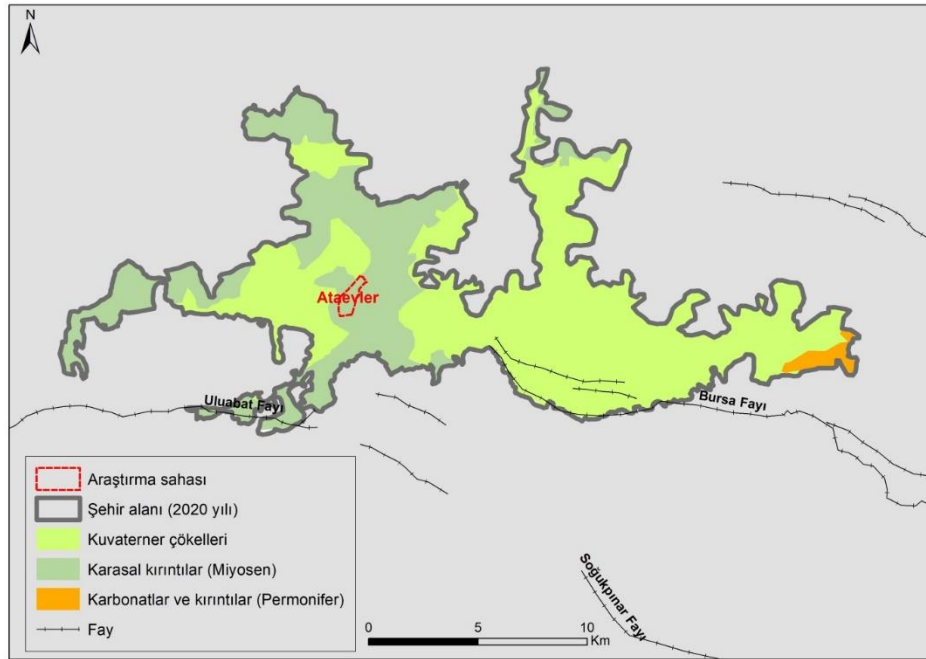 N
Ataevler
Uluabat Fayı
Bursa Fayı
Soğukpınar Fayı
Araştırma sahası
Şehir alanı (2020 yılı)
Kuvaterner çökelleri
Karasal kırıntılar (Miyosen)
Karbonatlar ve kırıntılar (Permonifer)
Fay
0 5 10
Km